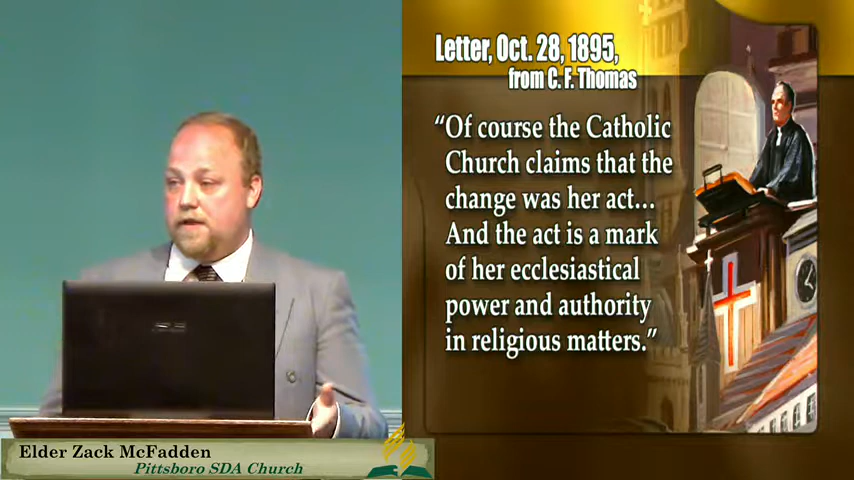 Letter, Oct. 28, 1895,
from C. F. Thomas
“Of course the Catholic
Church claims that the
change was her act...
And the act is a mark
of her ecclesiastical
power and authority
in religious matters.”
ASUS
Elder Zack McFadden
Pittsboro SDA Church